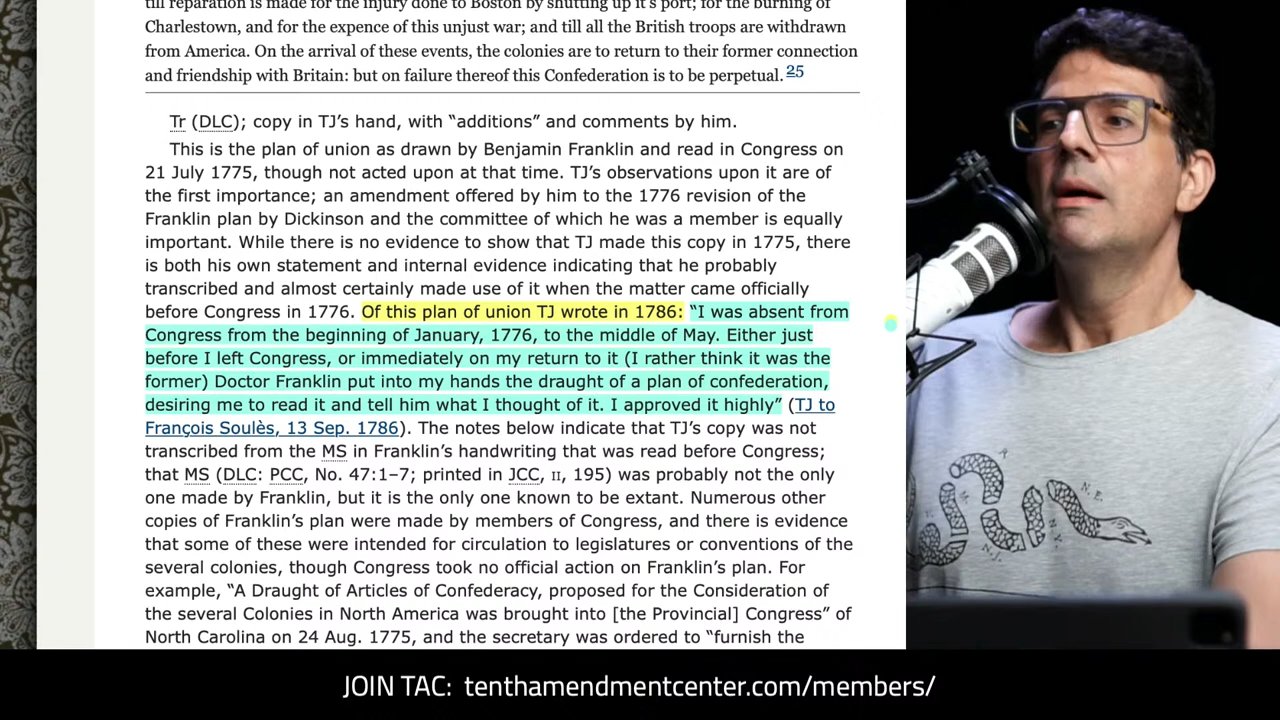 till reparation is made for the injury done to Boston by shutting up it's port; for the burning of
Charlestown, and for the expence of this unjust war; and till all the British troops are withdrawn
from America. On the arrival of these events, the colonies are to return to their former connection
and friendship with Britain: but on failure thereof this Confederation is to be perpetual.25
Tr (DLC); copy in TJ’s hand, with “additions” and comments by him.
This is the plan of union as drawn by Benjamin Franklin and read in Congress on
21 July 1775, though not acted upon at that time. TJ’s observations upon it are of
the first importance; an amendment offered by him to the 1776 revision of the
Franklin plan by Dickinson and the committee of which he was a member is equally
important. While there is no evidence to show that TJ made this copy in 1775, there
is both his own statement and internal evidence indicating that he probably
transcribed and almost certainly made use of it when the matter came officially
before Congress in 1776. Of this plan of union TJ wrote in 1786: “I was absent from
Congress from the beginning of January, 1776, to the middle of May. Either just
before I left Congress, or immediately on my return to it (I rather think it was the
former) Doctor Franklin put into my hands the draught of a plan of confederation,
desiring me to read it and tell him what I thought of it. I approved it highly” (TJ to
François Soulès, 13 Sep. 1786). The notes below indicate that TJ’s copy was not
transcribed from the MS in Franklin’s handwriting that was read before Congress;
that MS (DLC: PCC, No. 47:1–7; printed in JCC, II, 195) was probably not the only
one made by Franklin, but it is the only one known to be extant. Numerous other
copies of Franklin’s plan were made by members of Congress, and there is evidence
that some of these were intended for circulation to legislatures or conventions of the
several colonies, though Congress took no official action on Franklin’s plan. For
example, “A Draught of Articles of Confederacy, proposed for the Consideration of
the several Colonies in North America was brought into [the Provincial] Congress” of
North Carolina on 24 Aug. 1775, and the secretary was ordered to “furnish the
N.E.
JOIN TAC: tenthamendmentcenter.com/members/